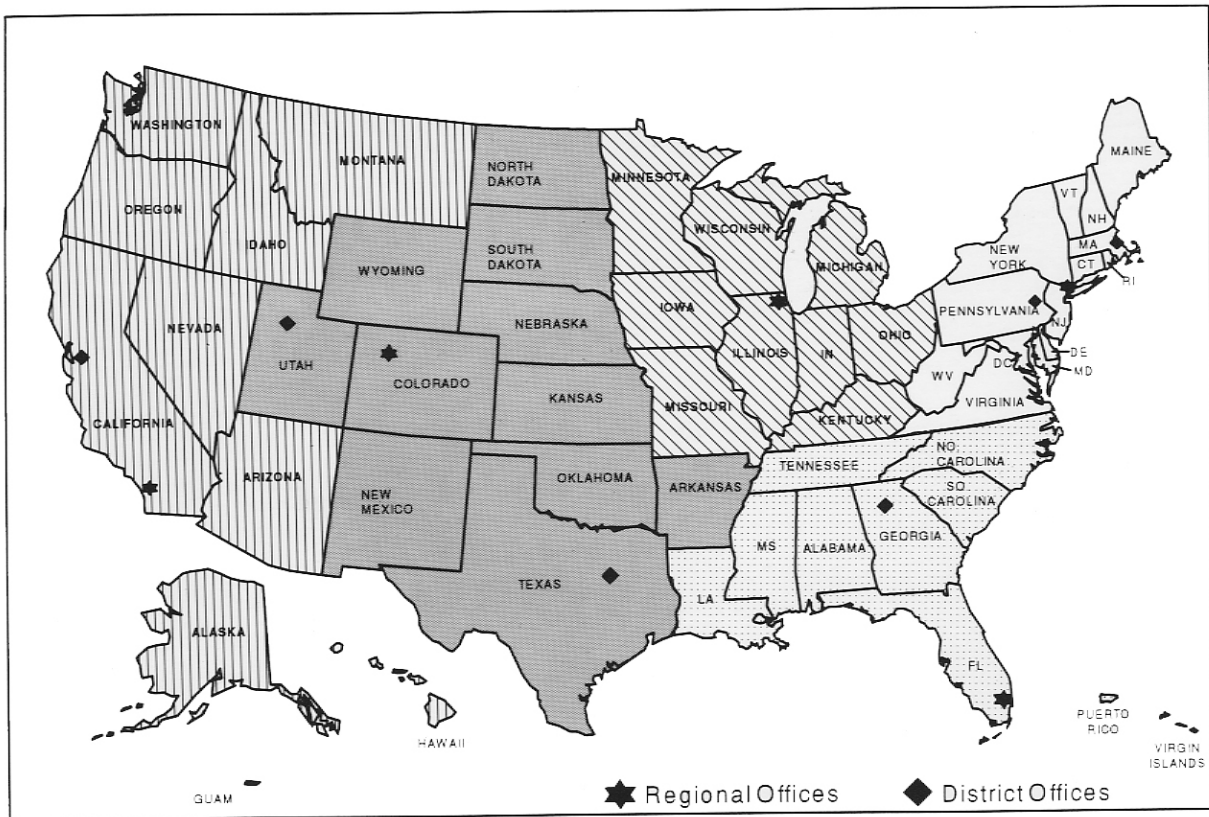 WASHINGTON
MONTANA
NORTH
DAKOTA
MINNESOTA
MAINE
OREGON
IDAHO
WYOMING
SOUTH
DAKOTA
WISCONSIN
MICHIGAN
VT
NH
NEW
YORK
MA
CT
RI
NEVADA
UTAH
COLORADO
NEBRASKA
IOWA
ILLINOIS
IN
OHIO
PENNSYLVANIA
NJ
DE
MD
DC
WV
VIRGINIA
CALIFORNIA
KANSAS
MISSOURI
KENTUCKY
ARIZONA
NEW
MEXICO
OKLAHOMA
ARKANSAS
TENNESSEE
NO.
CAROLINA
SO.
CAROLINA
TEXAS
LA
MS
ALABAMA
GEORGIA
FL
ALASKA
HAWAII
GUAM
PUERTO
RICO
VIRGIN
ISLANDS
Regional Offices
District Offices